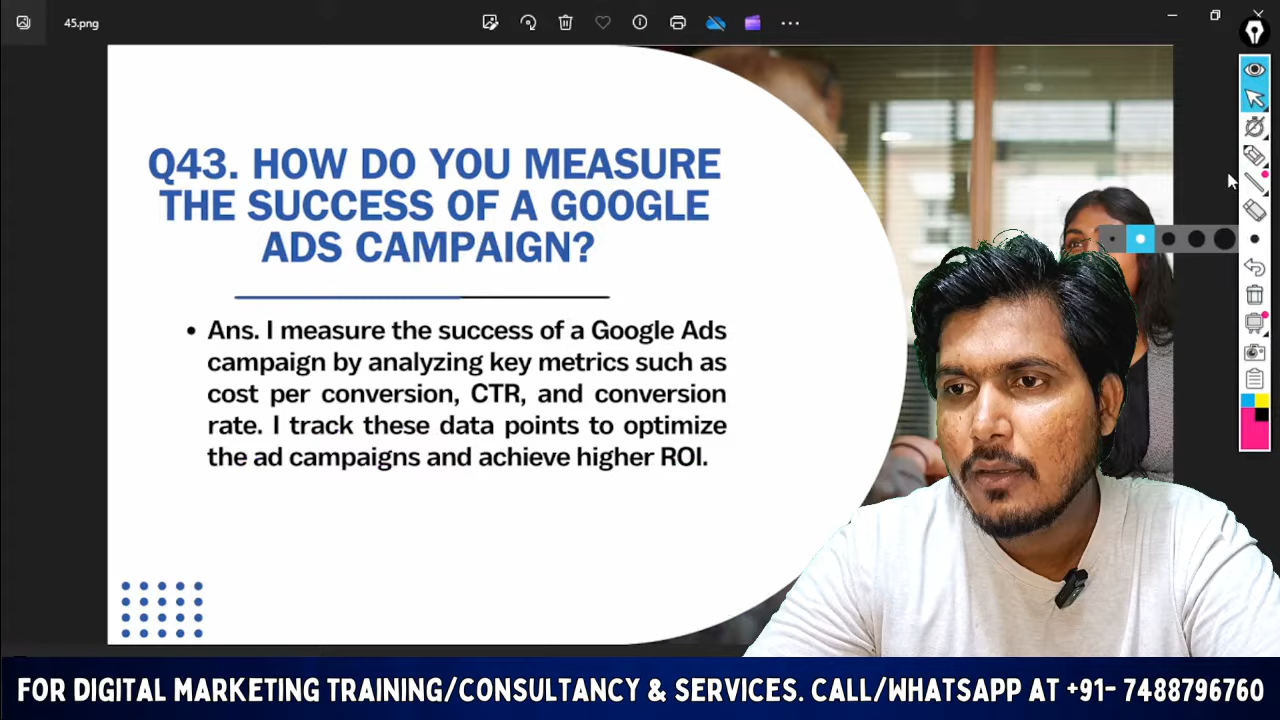 45.png
Q43. HOW DO YOU MEASURE
THE SUCCESS OF A GOOGLE
ADS CAMPAIGN?
• Ans. I measure the success of a Google Ads
campaign by analyzing key metrics such as
cost per conversion, CTR, and conversion
rate. I track these data points to optimize
the ad campaigns and achieve higher ROI.
FOR DIGITAL MARKETING TRAINING/CONSULTANCY & SERVICES. CALL/WHATSAPP AT +91- 7488796760